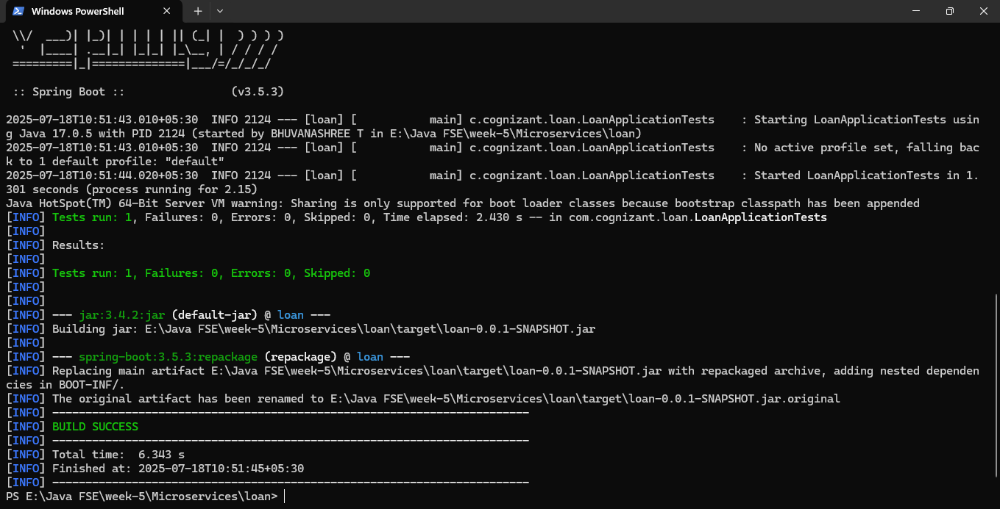 Windows PowerShell
 \\/  ___)| |_)| | | | | || (_| |  ) ) ) )
  '  |____| .__|_| |_|_| |_\__, | / / / /
 =========|_|==============|___/=/_/_/_/
 :: Spring Boot ::                (v3.5.3)
2025-07-18T10:51:43.010+05:30  INFO 2124 --- [loan] [           main] c.cognizant.loan.LoanApplicationTests    : Starting LoanApplicationTests usin
g Java 17.0.5 with PID 2124 (started by BHUVANASHREE T in E:\Java FSE\week-5\Microservices\loan)
2025-07-18T10:51:43.010+05:30  INFO 2124 --- [loan] [           main] c.cognizant.loan.LoanApplicationTests    : No active profile set, falling bac
k to 1 default profile: "default"
2025-07-18T10:51:44.020+05:30  INFO 2124 --- [loan] [           main] c.cognizant.loan.LoanApplicationTests    : Started LoanApplicationTests in 1.
301 seconds (process running for 2.15)
Java HotSpot(TM) 64-Bit Server VM warning: Sharing is only supported for boot loader classes because bootstrap classpath has been appended
[INFO] Tests run: 1, Failures: 0, Errors: 0, Skipped: 0, Time elapsed: 2.430 s -- in com.cognizant.loan.LoanApplicationTests
[INFO]
[INFO] Results:
[INFO]
[INFO] Tests run: 1, Failures: 0, Errors: 0, Skipped: 0
[INFO]
[INFO]
[INFO] --- jar:3.4.2:jar (default-jar) @ loan ---
[INFO] Building jar: E:\Java FSE\week-5\Microservices\loan\target\loan-0.0.1-SNAPSHOT.jar
[INFO]
[INFO] --- spring-boot:3.5.3:repackage (repackage) @ loan ---
[INFO] Replacing main artifact E:\Java FSE\week-5\Microservices\loan\target\loan-0.0.1-SNAPSHOT.jar with repackaged archive, adding nested dependen
cies in BOOT-INF/.
[INFO] The original artifact has been renamed to E:\Java FSE\week-5\Microservices\loan\target\loan-0.0.1-SNAPSHOT.jar.original
[INFO] ------------------------------------------------------------------------
[INFO] BUILD SUCCESS
[INFO] ------------------------------------------------------------------------
[INFO] Total time:  6.343 s
[INFO] Finished at: 2025-07-18T10:51:45+05:30
[INFO] ------------------------------------------------------------------------
PS E:\Java FSE\week-5\Microservices\loan>